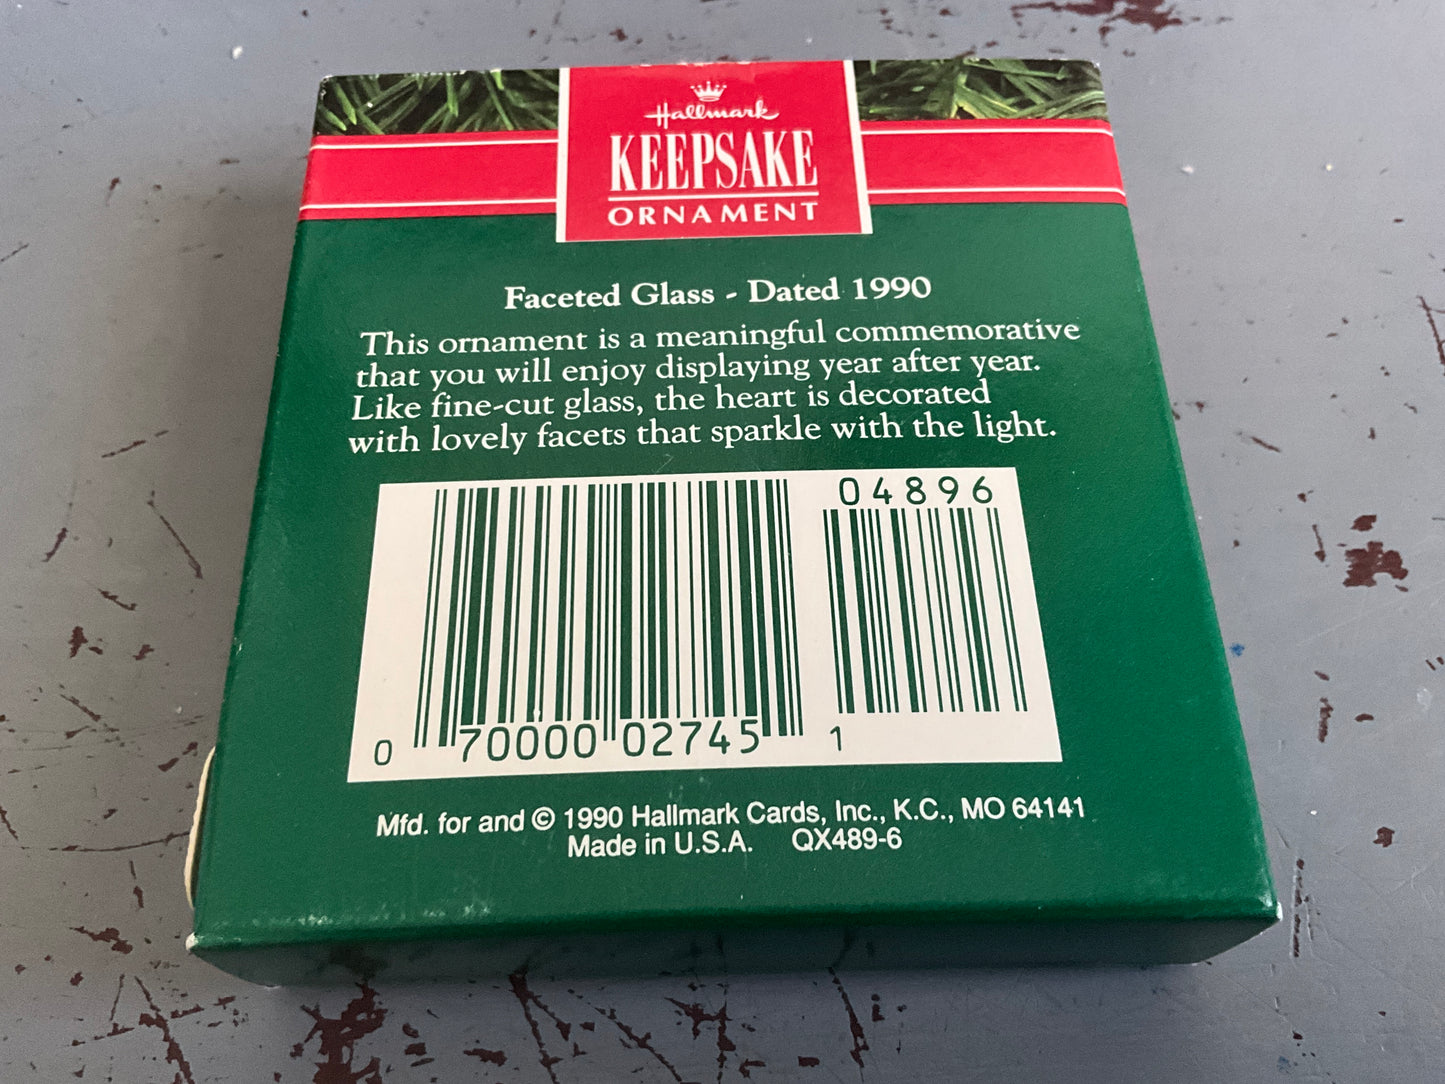 Hallmark
KEEPSAKE
ORNAMENT
Faceted Glass - Dated 1990
This ornament is a meaningful commemorative
that you will enjoy displaying year after year.
Like fine-cut glass, the heart is decorated
with lovely facets that sparkle with the light.
04896
0 70000 02745 1
Mfd. for and © 1990 Hallmark Cards, Inc., K.C., MO 64141
Made in U.S.A. QX489-6